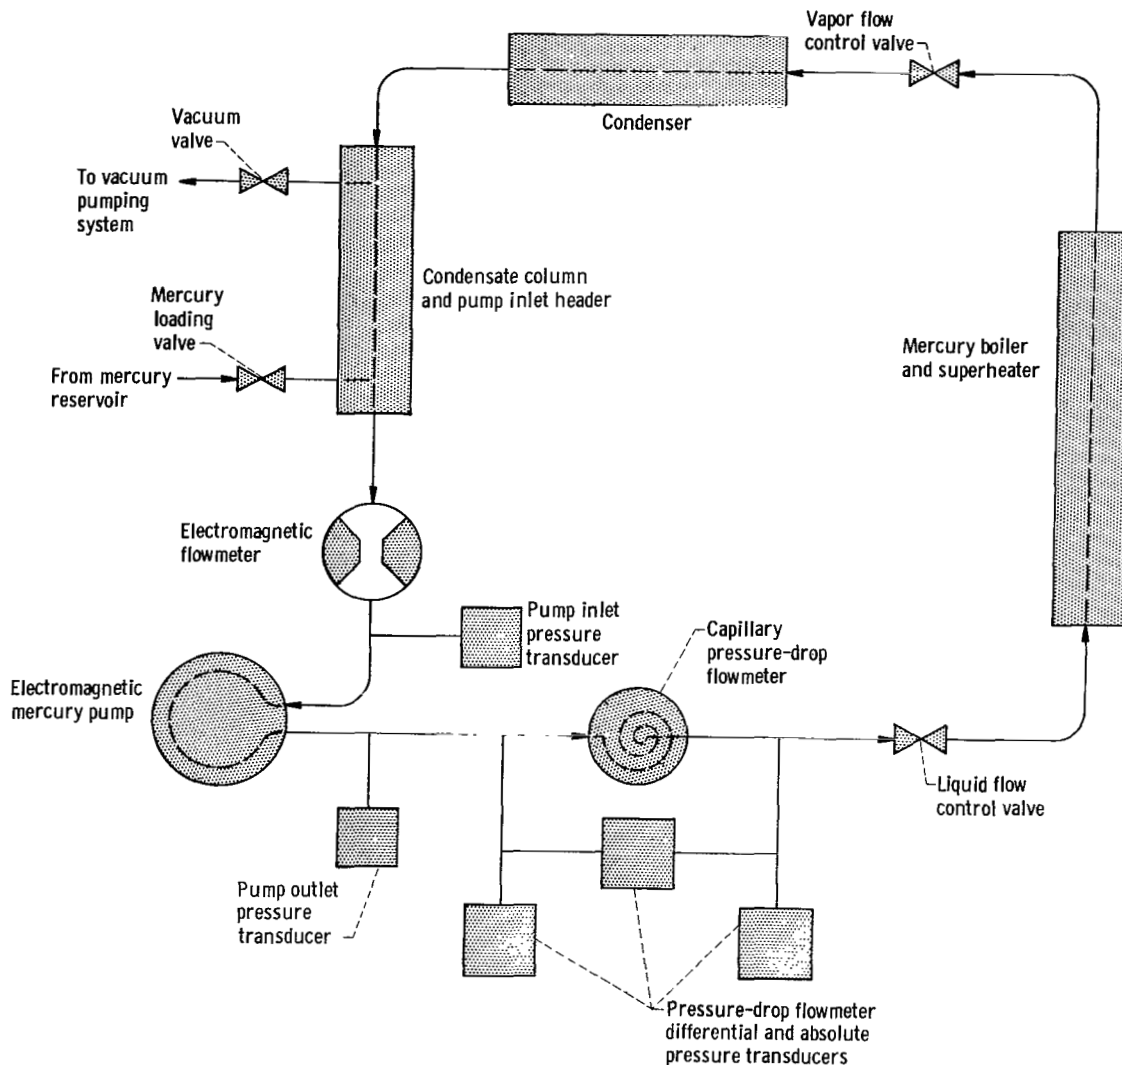 Vapor flow
control valve
Condenser
Vacuum
valve
To vacuum
pumping
system
Condensate column
and pump inlet header
Mercury
loading
valve
From mercury
reservoir
Mercury boiler
and superheater
Electromagnetic
flowmeter
Pump inlet
pressure
transducer
Capillary
pressure-drop
flowmeter
Electromagnetic
mercury pump
Liquid flow
control valve
Pump outlet
pressure
transducer
Pressure-drop flowmeter
differential and absolute
pressure transducers